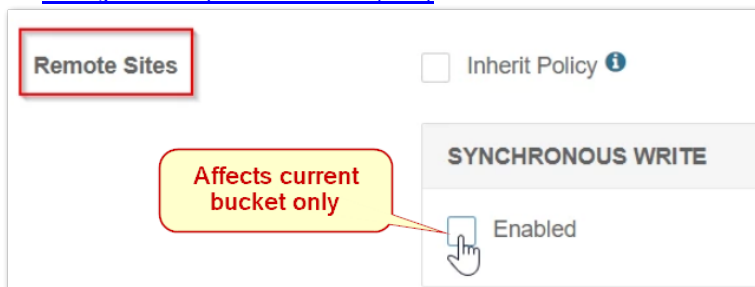 Remote Sites
Inherit Policy
SYNCHRONOUS WRITE
Affects current
bucket only
Enabled